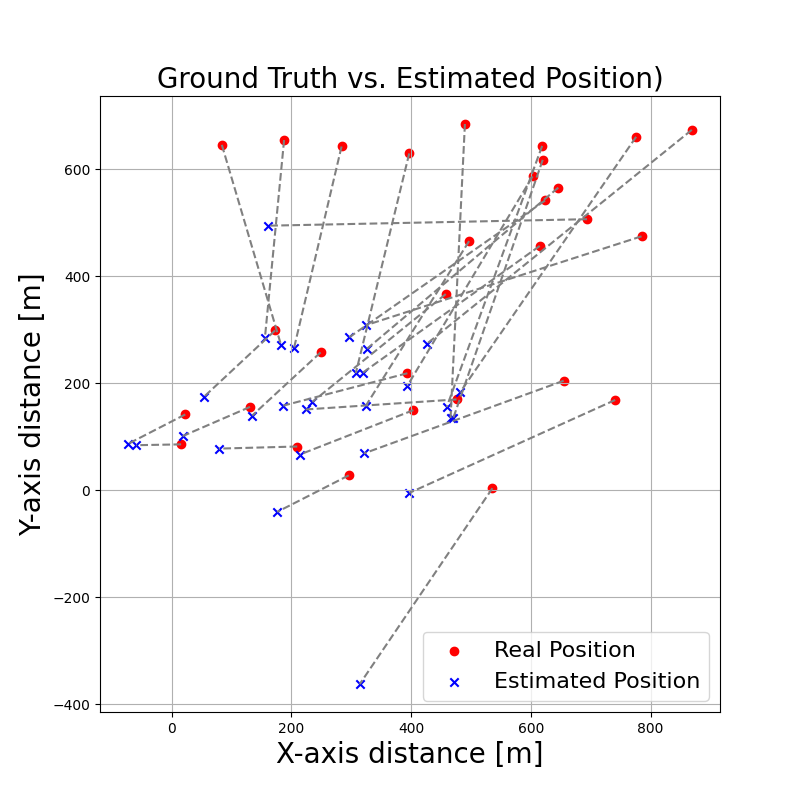 Ground Truth vs. Estimated Position)
Y-axis distance [m]
600
400
200
0
−200
−400
0 200 400 600 800
X-axis distance [m]
Real Position
Estimated Position